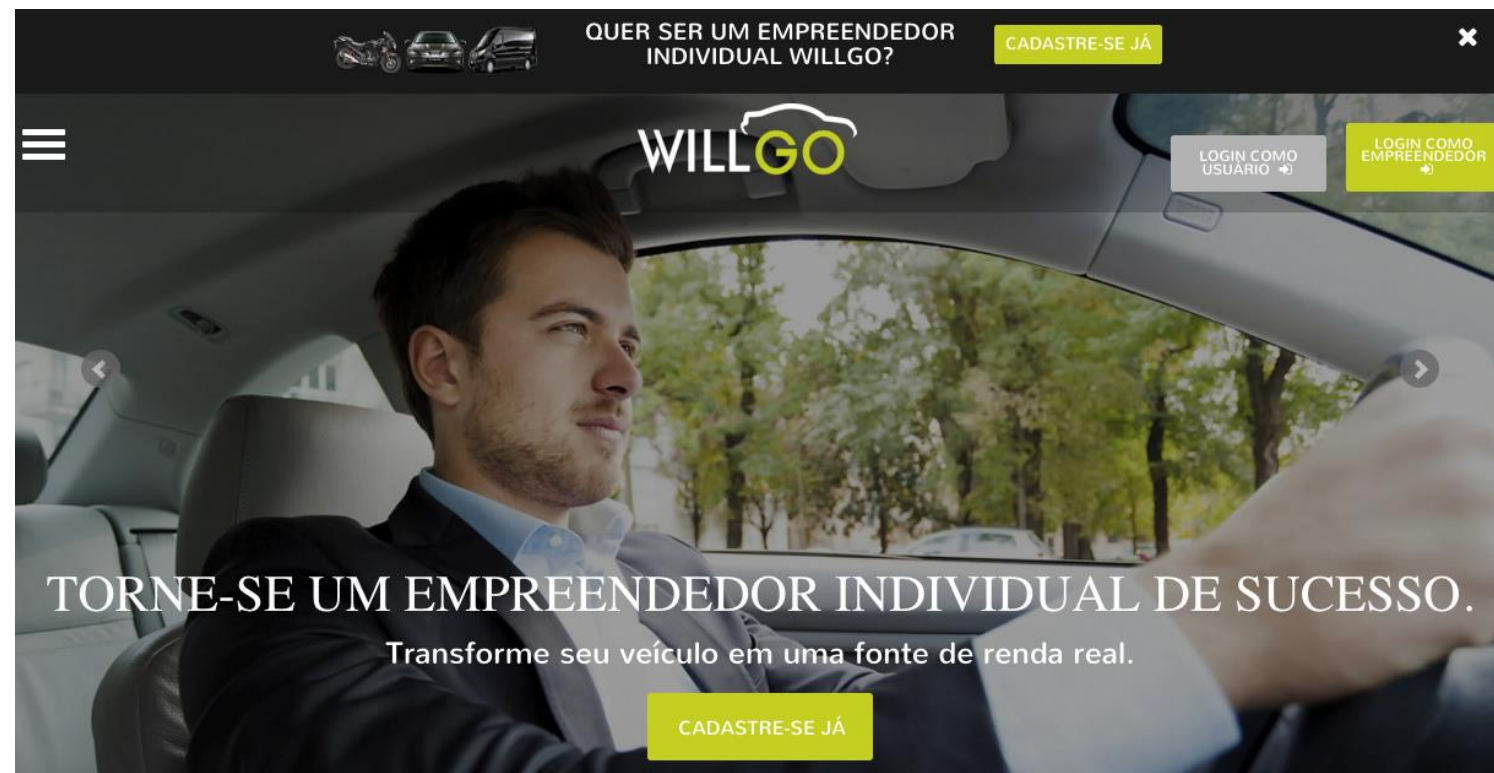 QUER SER UM EMPREENDEDOR
INDIVIDUAL WILLGO?
CADASTRE-SE JÁ
WILLGO
LOGIN COMO
USUÁRIO
LOGIN COMO
EMPREENDEDOR
TORNE-SE UM EMPREENDEDOR INDIVIDUAL DE SUCESSO.
Transforme seu veículo em uma fonte de renda real.
CADASTRE-SE JÁ